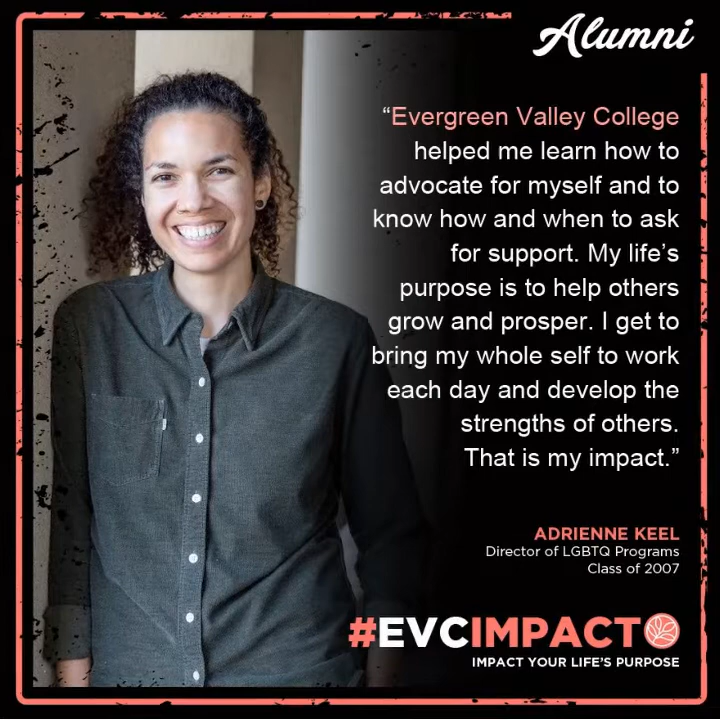 Alumni
“Evergreen Valley College
helped me learn how to
advocate for myself and to
know how and when to ask
for support. My life’s
purpose is to help others
grow and prosper. I get to
bring my whole self to work
each day and develop the
strengths of others.
That is my impact.”
ADRIENNE KEEL
Director of LGBTQ Programs
Class of 2007
#EVCIMPACT
IMPACT YOUR LIFE’S PURPOSE